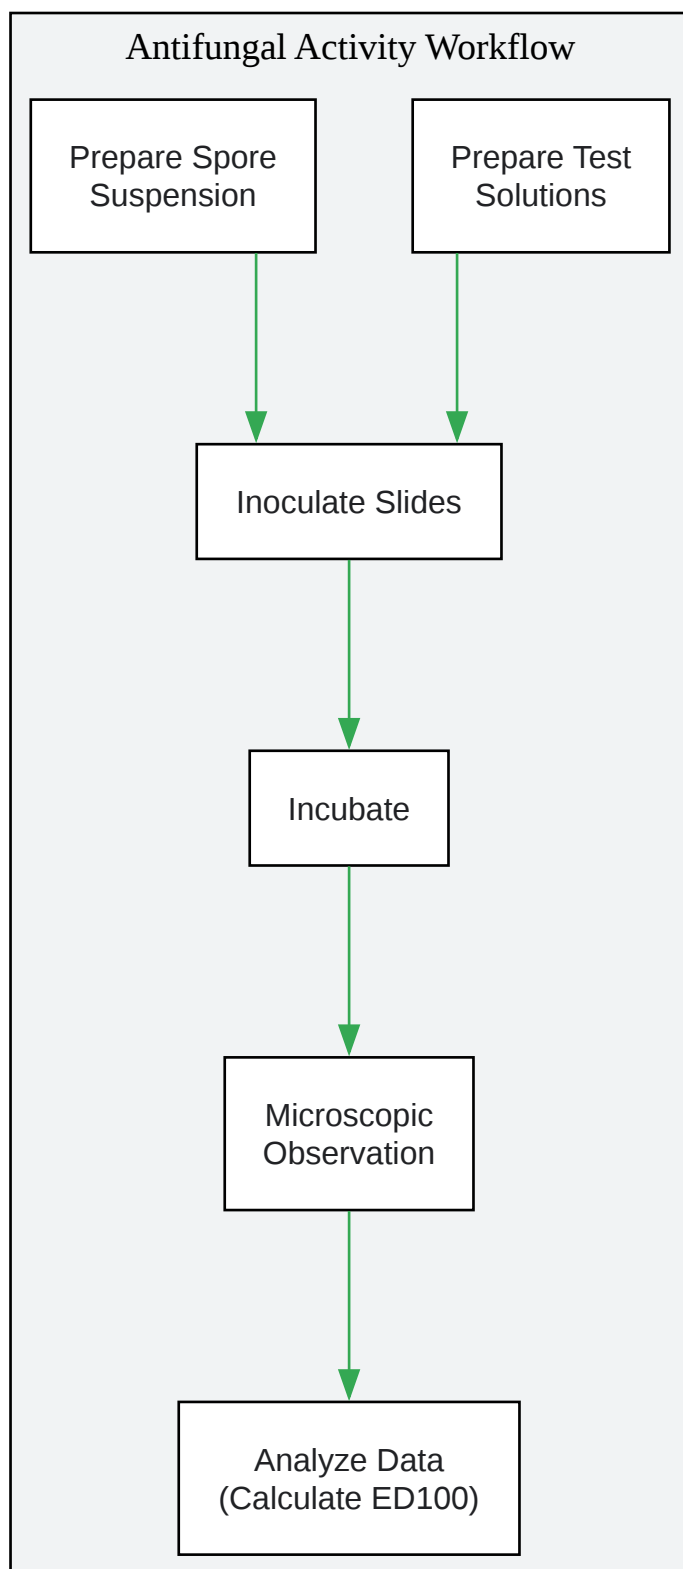 Antifungal Activity Workflow
Prepare Spore
Suspension
Prepare Test
Solutions
Inoculate Slides
Incubate
Microscopic
Observation
Analyze Data
(Calculate ED100)